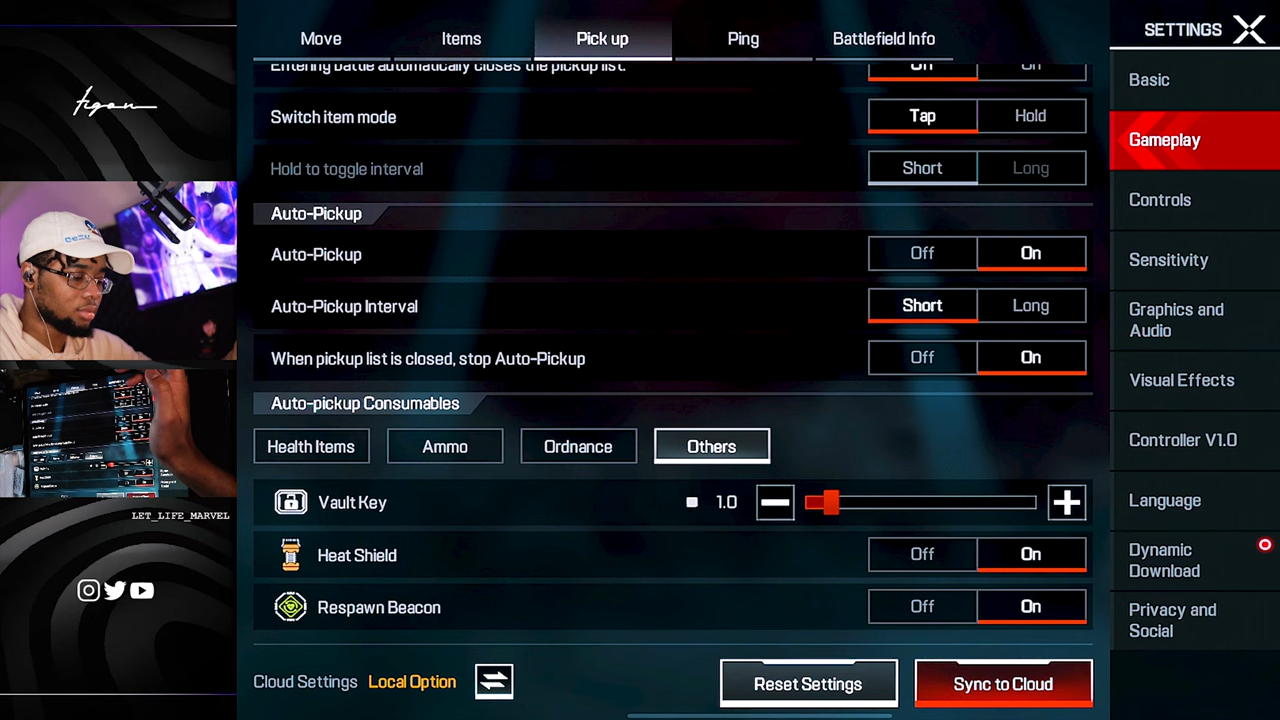 Move
Items
Pick up
Ping
Battlefield Info
SETTINGS
Entering battle automatically closes the pickup list.
On
Switch item mode
Tap
Hold
Hold to toggle interval
Short
Long
Auto-Pickup
Auto-Pickup
Off
On
Auto-Pickup Interval
Short
Long
When pickup list is closed, stop Auto-Pickup
Off
On
Auto-pickup Consumables
Health Items
Ammo
Ordnance
Others
Vault Key
1.0
Heat Shield
Off
On
Respawn Beacon
Off
On
Cloud Settings
Local Option
Reset Settings
Sync to Cloud
Basic
Gameplay
Controls
Sensitivity
Graphics and
Audio
Visual Effects
Controller V1.0
Language
Dynamic
Download
Privacy and
Social
LET_LIFE_MARVEL